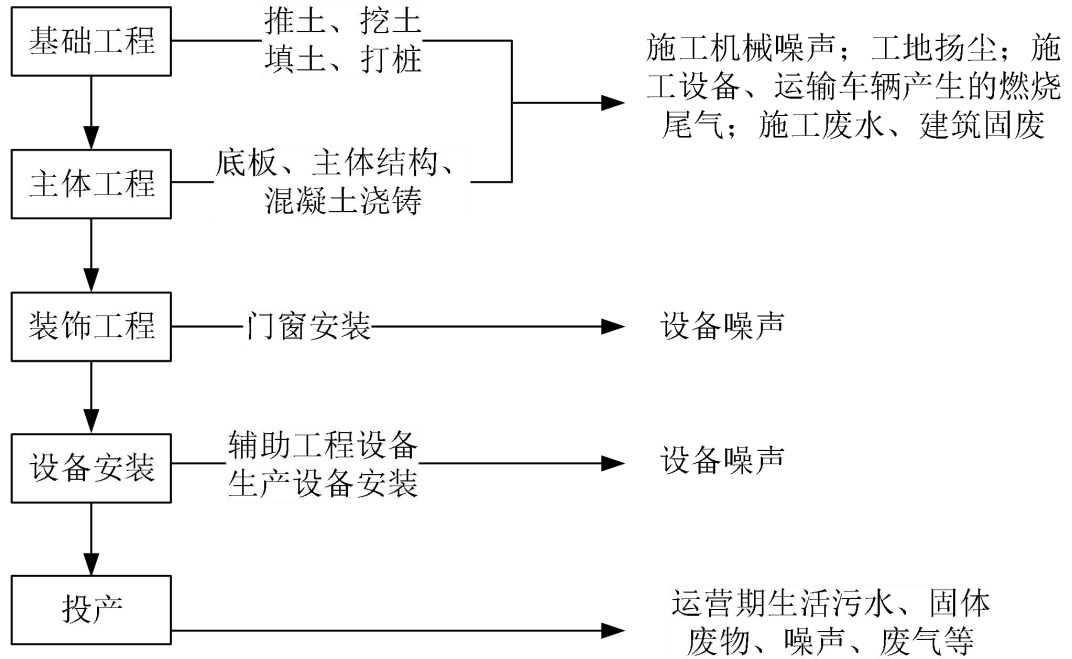 基础工程
推土、挖土
填土、打桩
施工机械噪声；工地扬尘；施
工设备、运输车辆产生的燃烧
尾气；施工废水、建筑固废
主体工程
底板、主体结构、
混凝土浇铸
装饰工程
门窗安装
设备噪声
设备安装
辅助工程设备
生产设备安装
设备噪声
投产
运营期生活污水、固体
废物、噪声、废气等